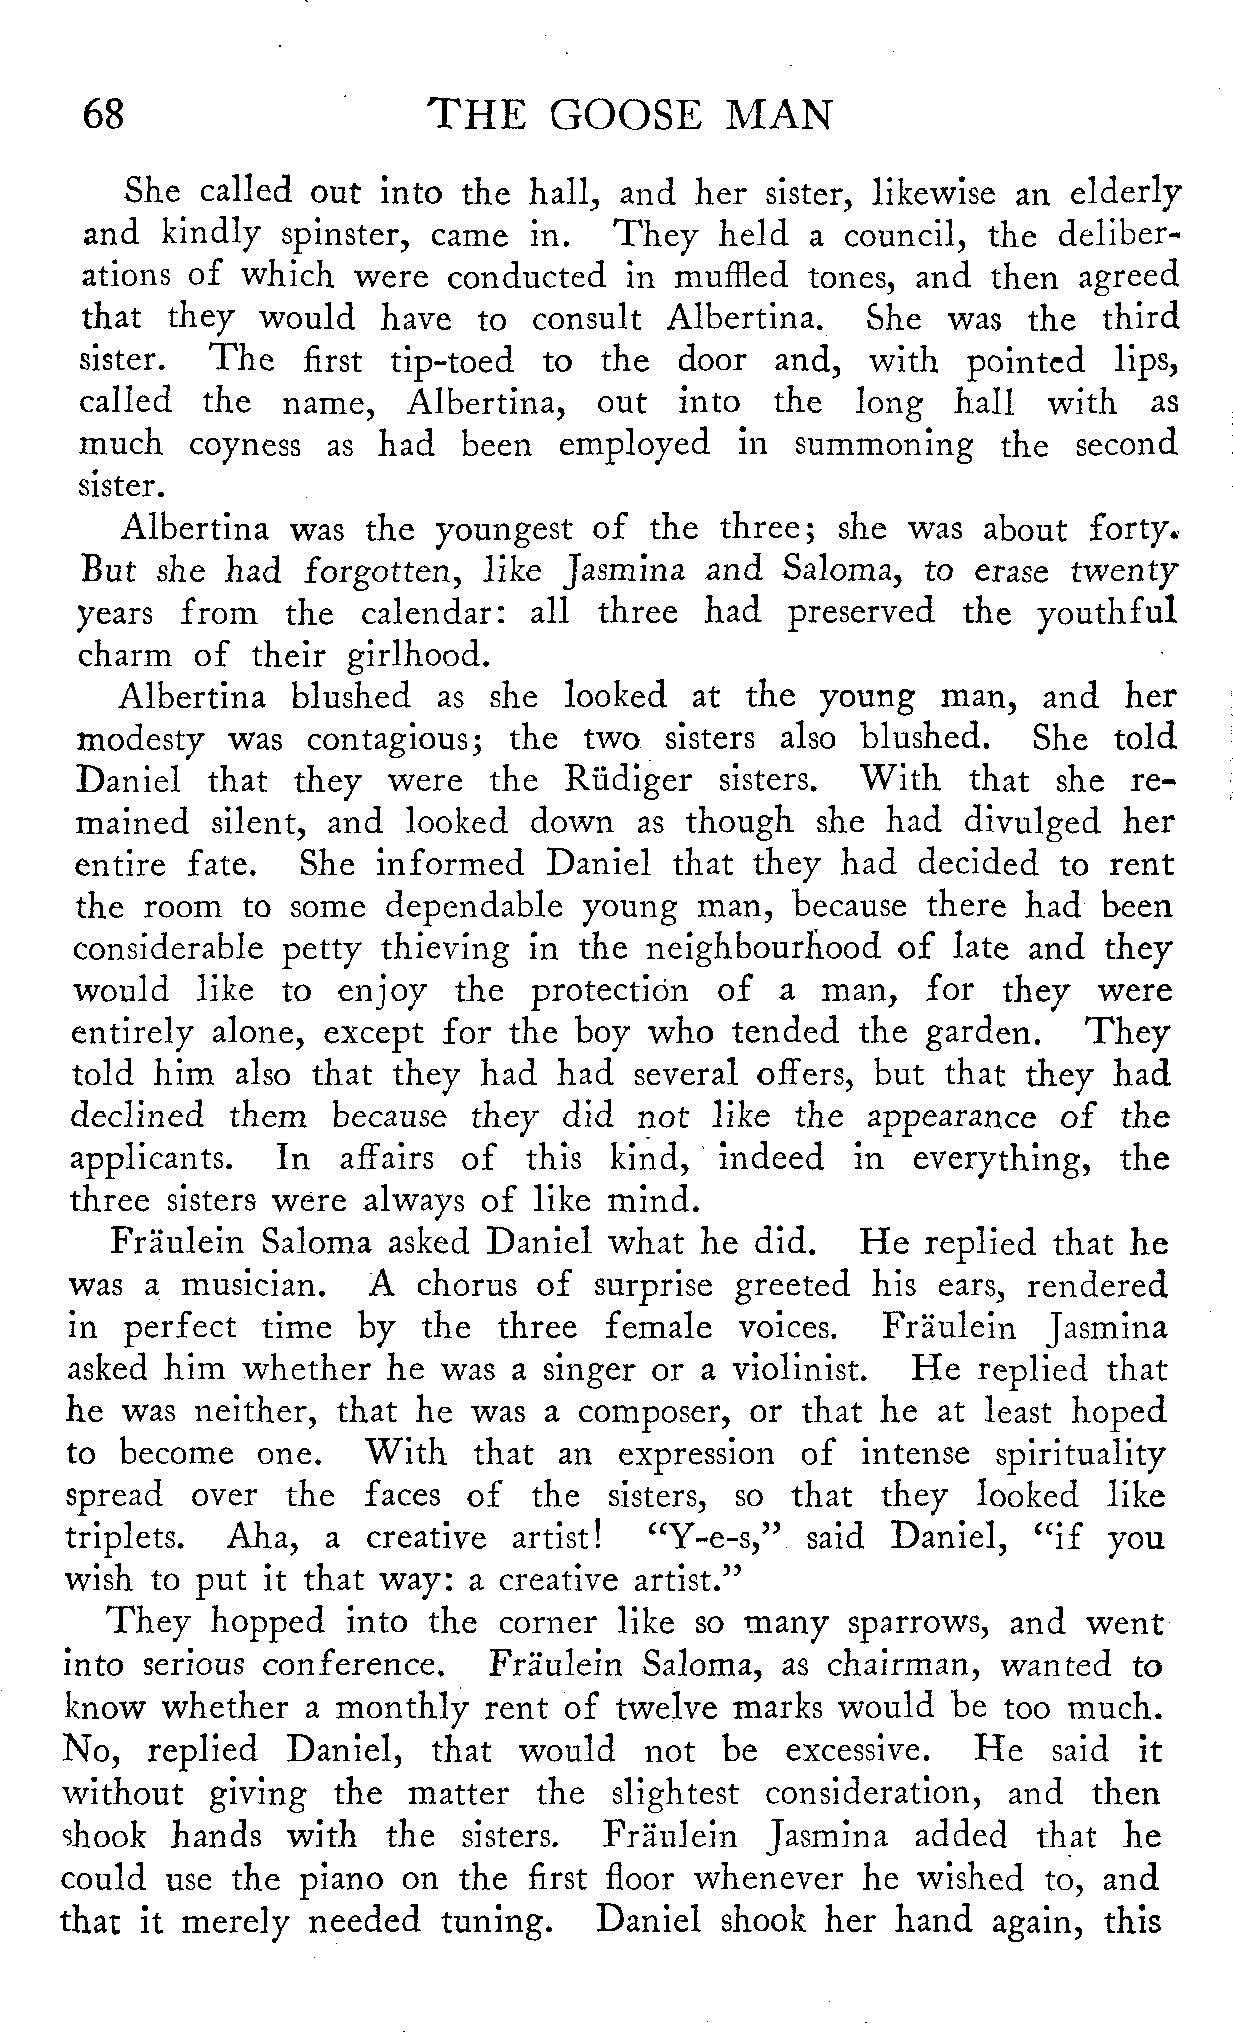 68 THE GOOSE MAN
She called out into the hall, and her sister, likewise an elderly
and kindly spinster, came in. They held a council, the deliber-
ations of which were conducted in muffled tones, and then agreed
that they would have to consult Albertina. She was the third
sister. The first tip-toed to the door and, with pointed lips,
called the name, Albertina, out into the long hall with as
much coyness as had been employed in summoning the second
sister.
Albertina was the youngest of the three; she was about forty.
But she had forgotten, like Jasmina and Saloma, to erase twenty
years from the calendar: all three had preserved the youthful
charm of their girlhood.
Albertina blushed as she looked at the young man, and her
modesty was contagious; the two sisters also blushed. She told
Daniel that they were the Rüdiger sisters. With that she re-
mained silent, and looked down as though she had divulged her
entire fate. She informed Daniel that they had decided to rent
the room to some dependable young man, because there had been
considerable petty thieving in the neighbourhood of late and they
would like to enjoy the protection of a man, for they were
entirely alone, except for the boy who tended the garden. They
told him also that they had had several offers, but that they had
declined them because they did not like the appearance of the
applicants. In affairs of this kind, indeed in everything, the
three sisters were always of like mind.
Fräulein Saloma asked Daniel what he did. He replied that he
was a musician. A chorus of surprise greeted his ears, rendered
in perfect time by the three female voices. Fräulein Jasmina
asked him whether he was a singer or a violinist. He replied that
he was neither, that he was a composer, or that he at least hoped
to become one. With that an expression of intense spirituality
spread over the faces of the sisters, so that they looked like
triplets. Aha, a creative artist! “Y-e-s,” said Daniel, “if you
wish to put it that way: a creative artist.”
They hopped into the corner like so many sparrows, and went
into serious conference. Fräulein Saloma, as chairman, wanted to
know whether a monthly rent of twelve marks would be too much.
No, replied Daniel, that would not be excessive. He said it
without giving the matter the slightest consideration, and then
shook hands with the sisters. Fräulein Jasmina added that he
could use the piano on the first floor whenever he wished to, and
that it merely needed tuning. Daniel shook her hand again, this